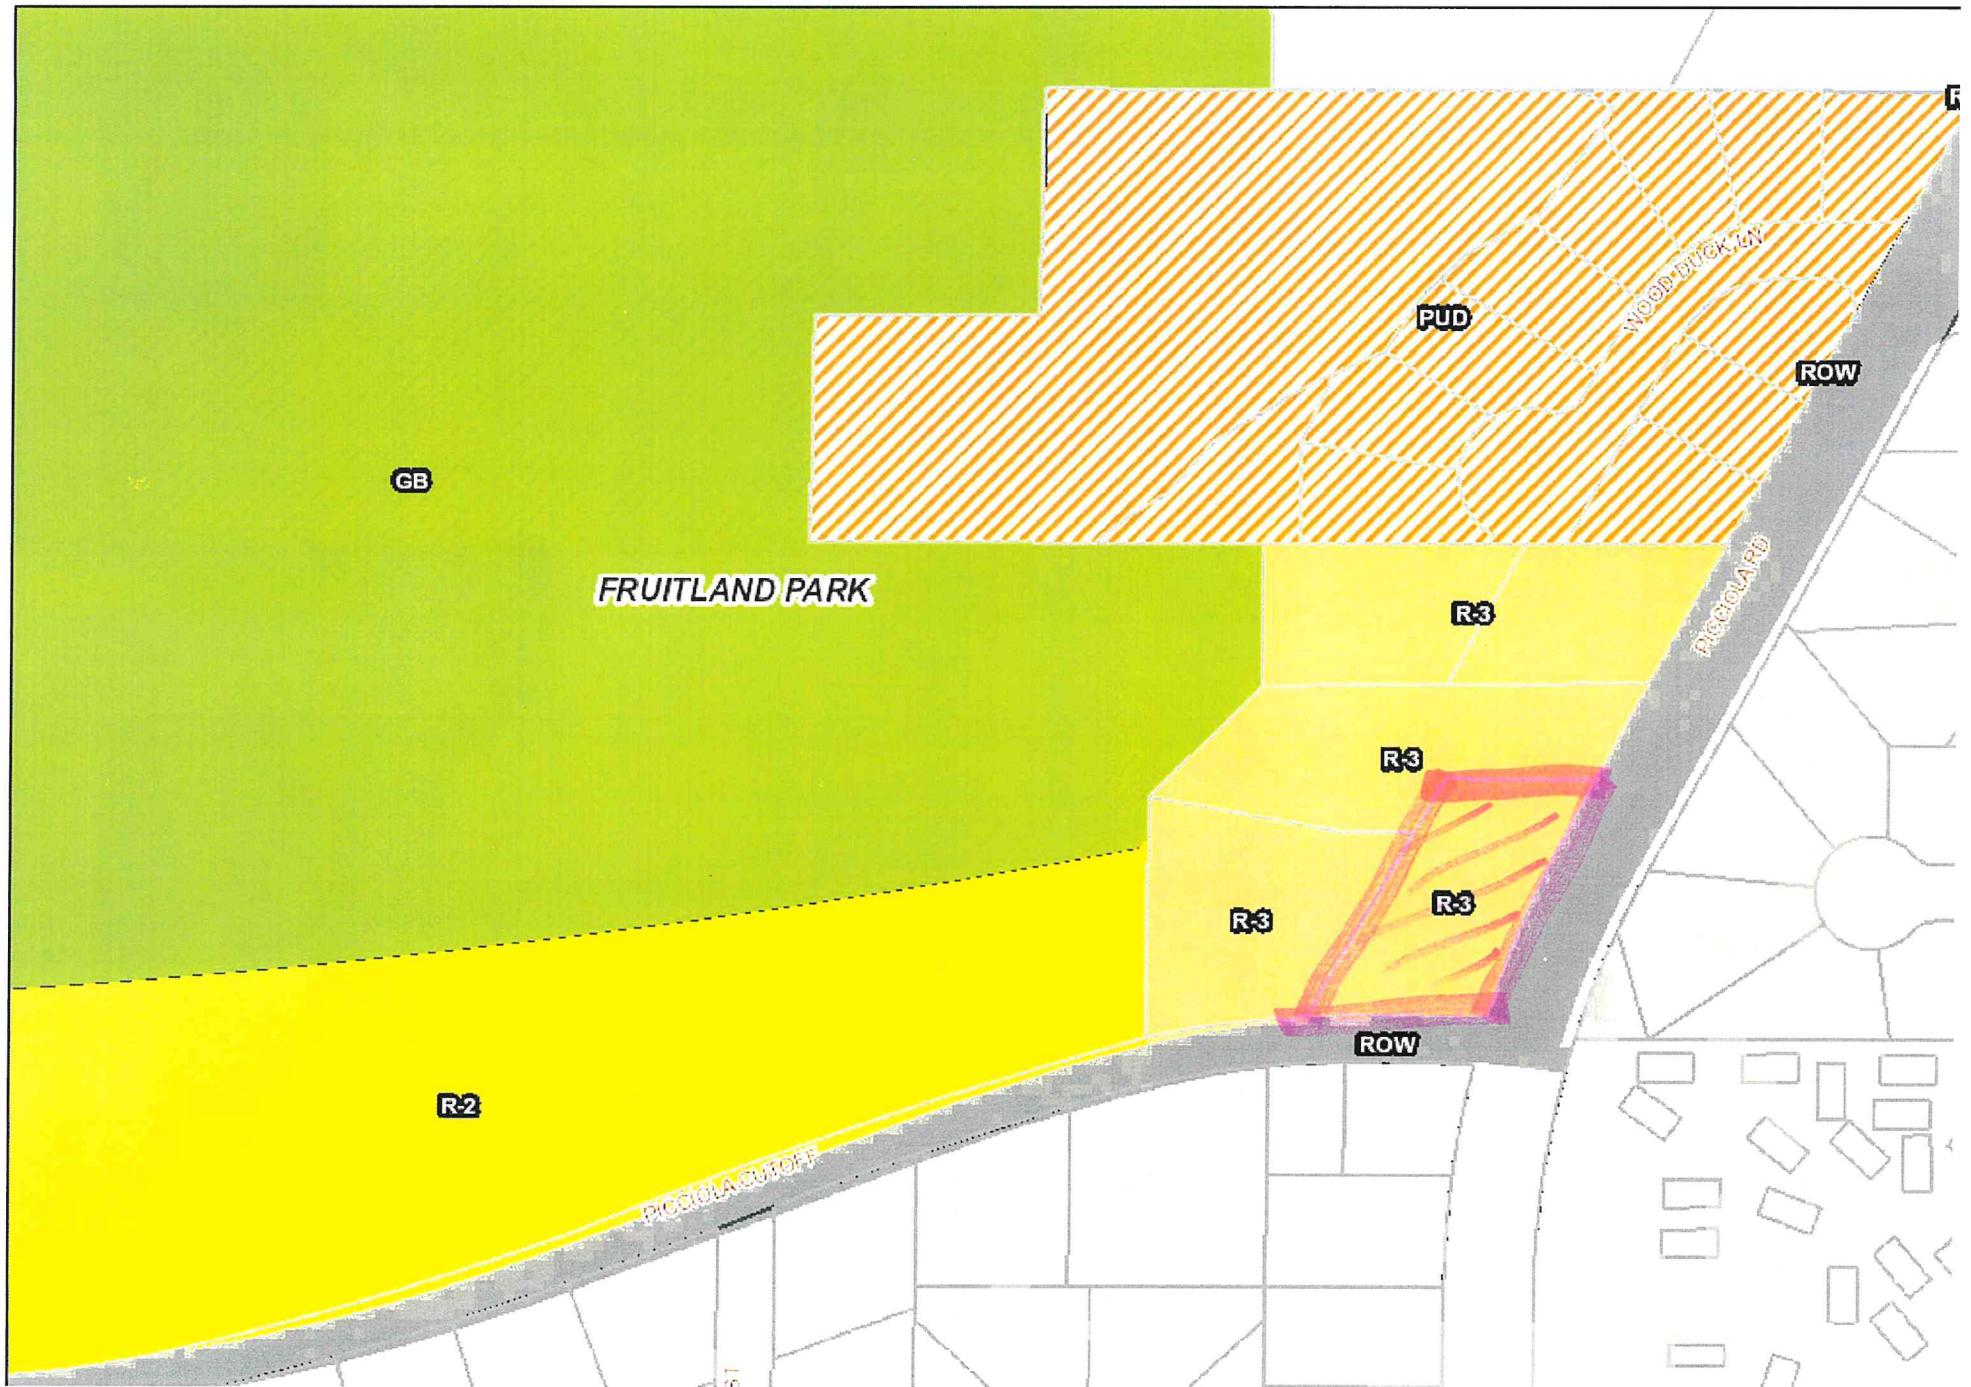 PUD
WOOD DUCK LN
ROW
GB
FRUITLAND PARK
R-3
PICCIOLA RD
R-3
R-3
R-3
ROW
R-2
PICCIOLA CUTOFF